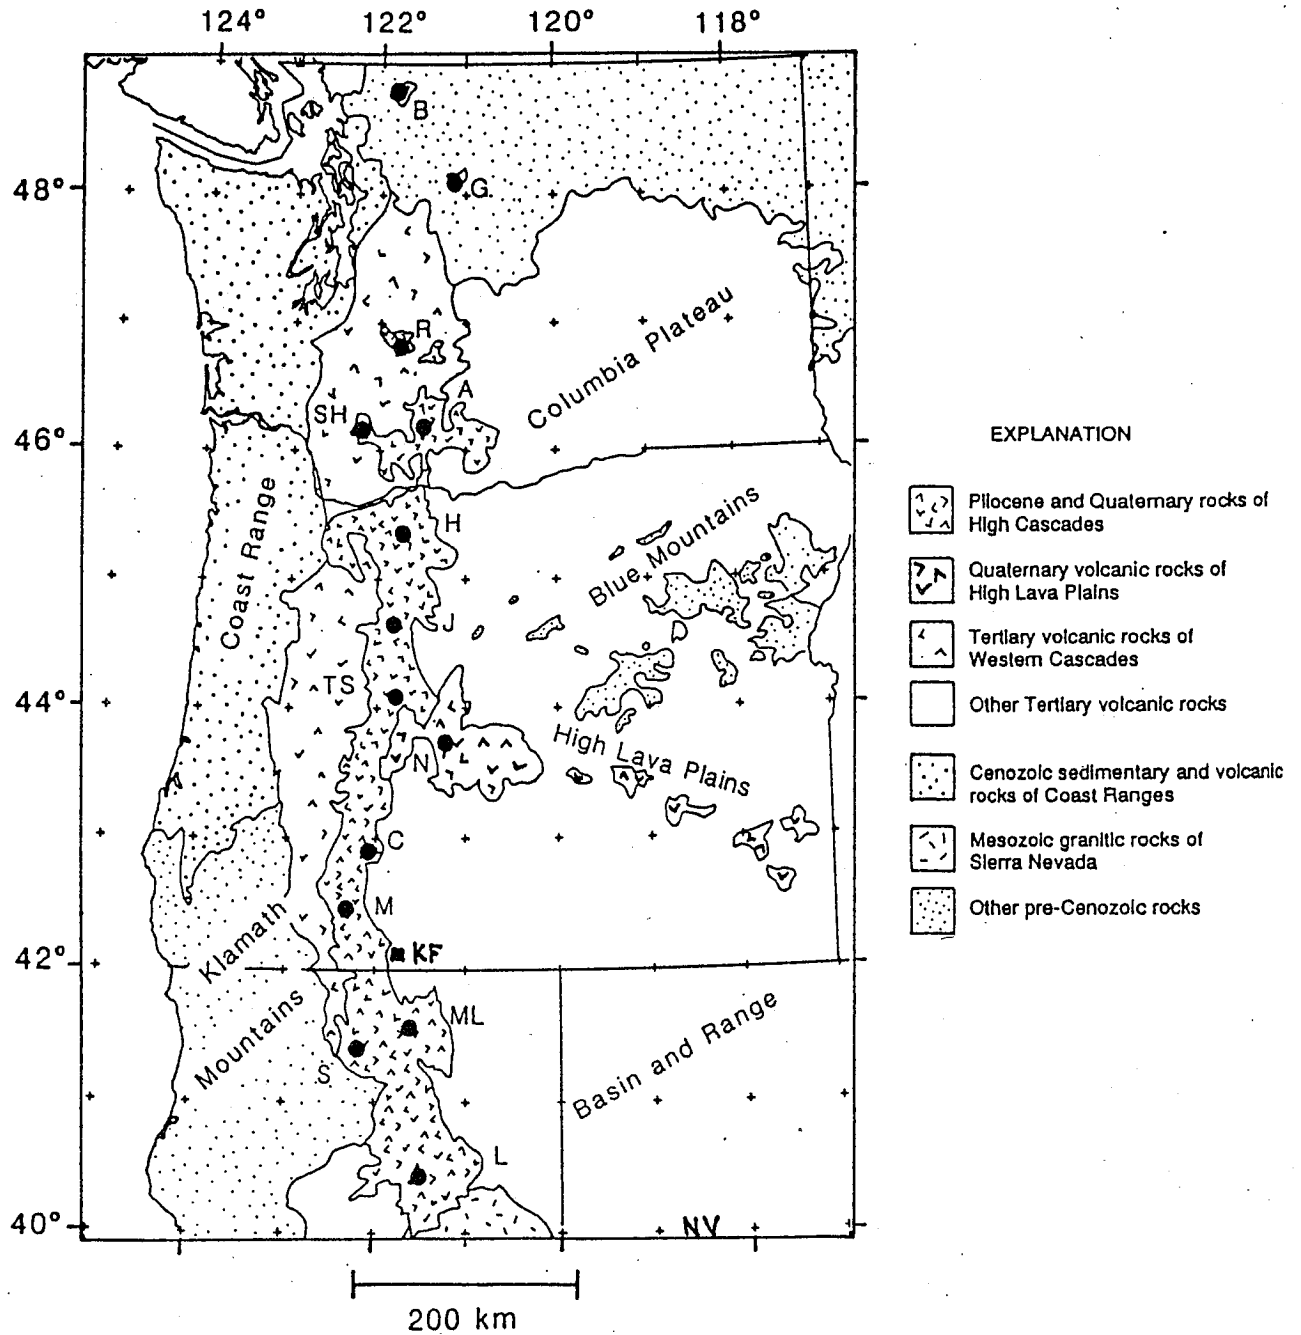 124° 122° 120° 118°
B
48°
G
R
Columbia Plateau
A
SH
46°
EXPLANATION
Pliocene and Quaternary rocks of
High Cascades
Coast Range
H
Blue Mountains
Quaternary volcanic rocks of
High Lava Plains
J
Tertiary volcanic rocks of
Western Cascades
TS
44°
Other Tertiary volcanic rocks
High Lava Plains
N
Cenozoic sedimentary and volcanic
rocks of Coast Ranges
C
Mesozoic granitic rocks of
Sierra Nevada
M
Other pre-Cenozoic rocks
Klamath
Mountains
42°
KF
ML
Basin and Range
S
L
40°
NV
200 km